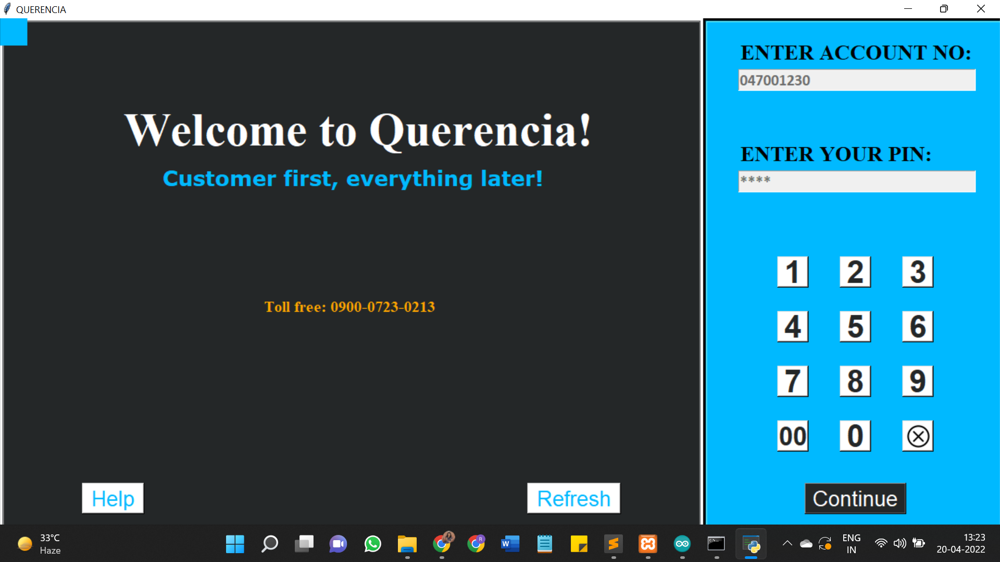 QUERENCIA
ENTER ACCOUNT NO:
047001230
Welcome to Querencia!
Customer first, everything later!
ENTER YOUR PIN:
****
Toll free: 0900-0723-0213
1 2 3
4 5 6
7 8 9
00 0
Help
Refresh
Continue
33°C
Haze
ENG
IN
13:23
20-04-2022